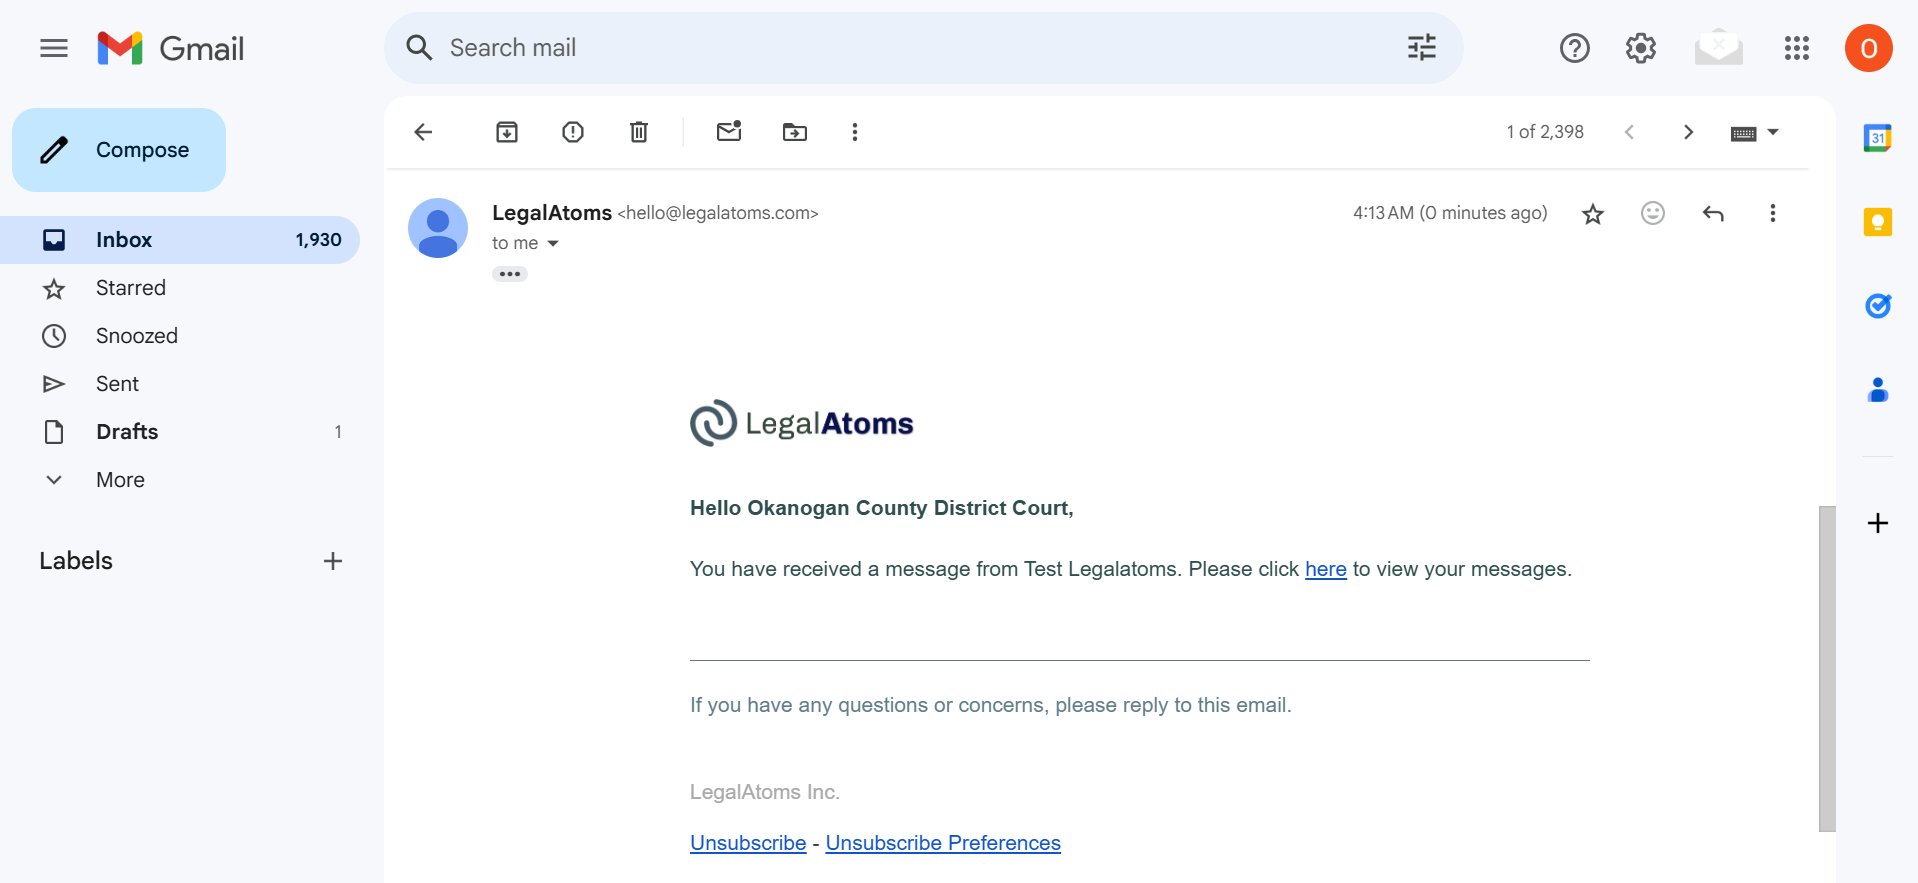 Gmail
Search mail
O
Compose
1 of 2,398
31
LegalAtoms <hello@legalatoms.com>
4:13 AM (0 minutes ago)
to me
Inbox 1,930
Starred
Snoozed
Sent
Drafts 1
More
Labels
LegalAtoms
Hello Okanogan County District Court,
You have received a message from Test Legalatoms. Please click here to view your messages.
If you have any questions or concerns, please reply to this email.
LegalAtoms Inc.
Unsubscribe - Unsubscribe Preferences